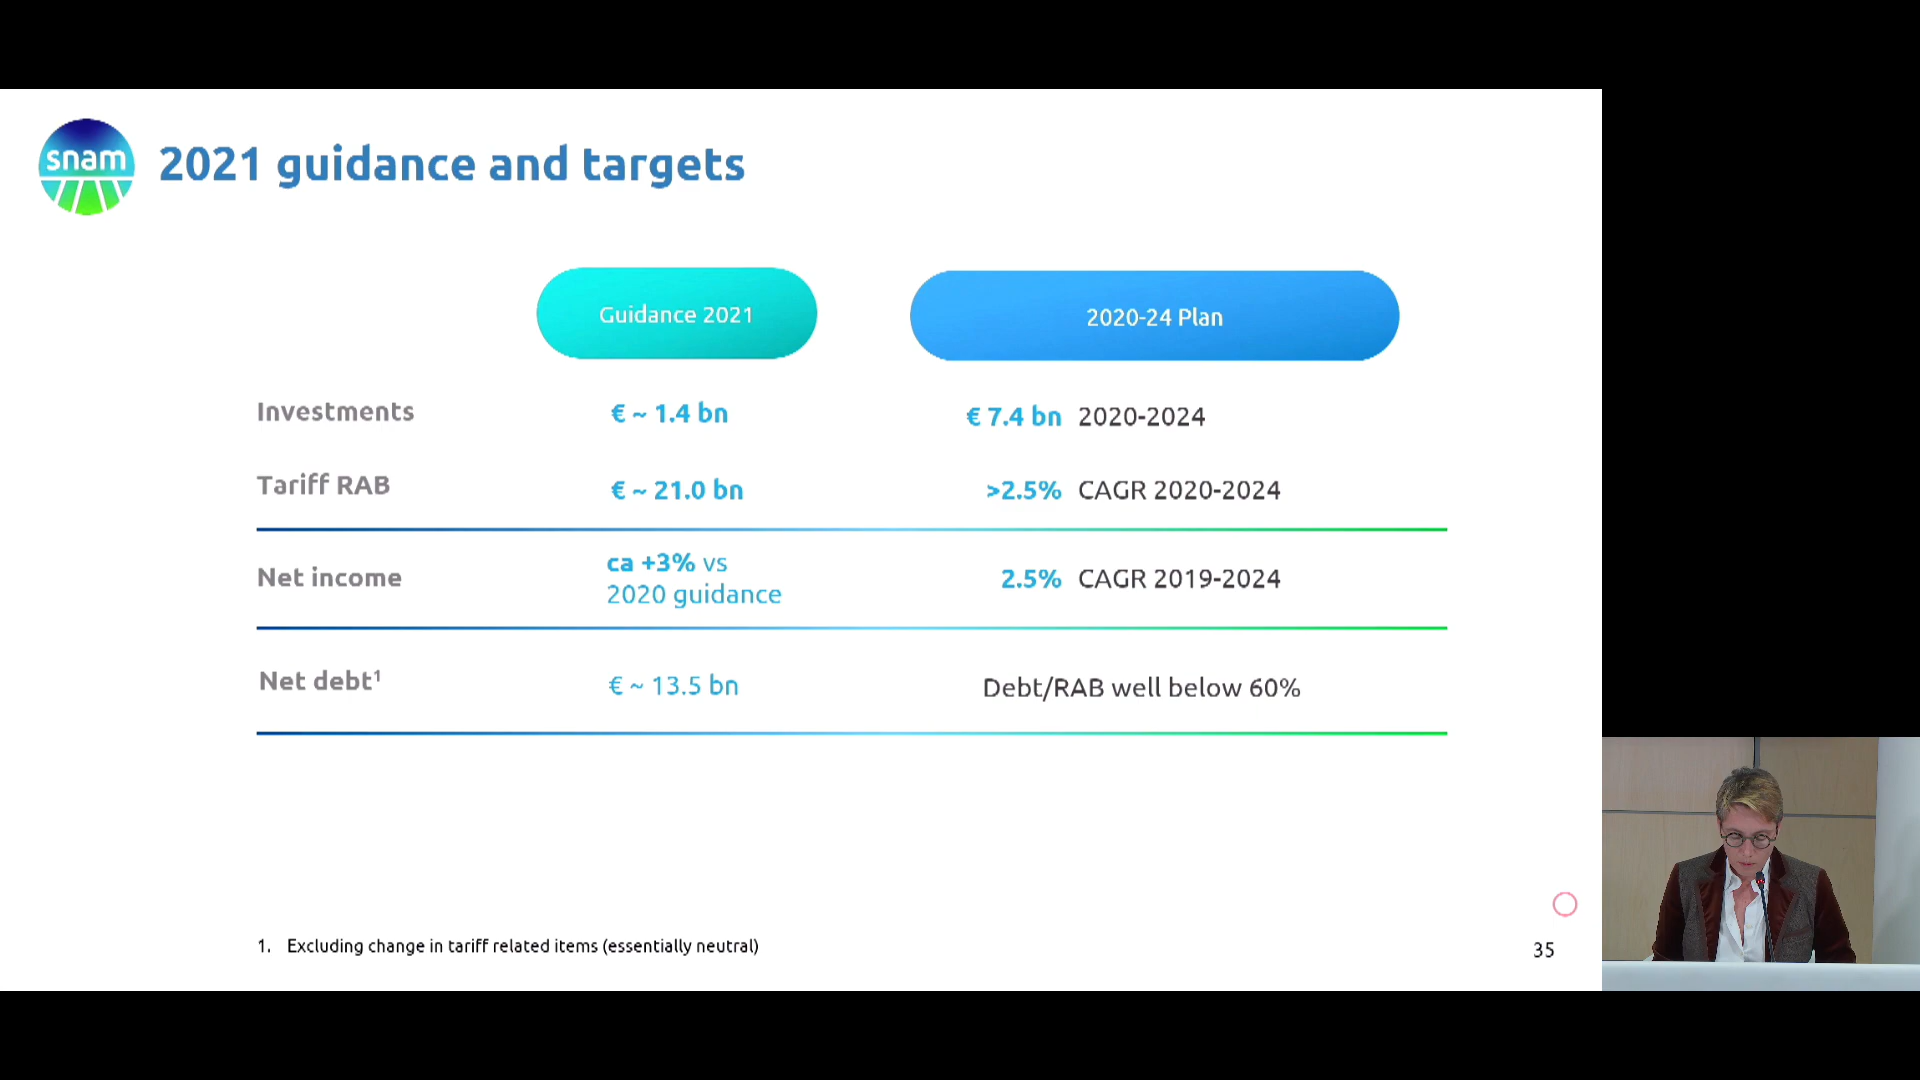 snam
2021 guidance and targets
Guidance 2021
2020-24 Plan
Investments
€ ~ 1.4 bn
€ 7.4 bn 2020-2024
Tariff RAB
€ ~ 21.0 bn
>2.5% CAGR 2020-2024
Net income
ca +3% vs
2020 guidance
2.5% CAGR 2019-2024
Net debt¹
€ ~ 13.5 bn
Debt/RAB well below 60%
1. Excluding change in tariff related items (essentially neutral)
35